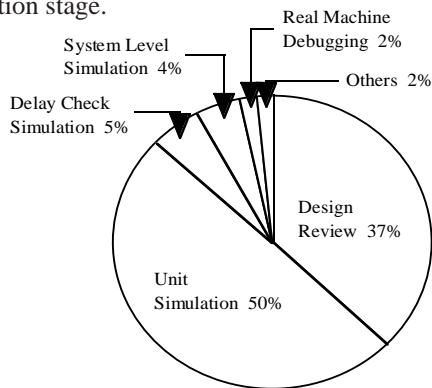 tion stage.
Real Machine
Debugging 2%
System Level
Simulation 4%
Others 2%
Delay Check
Simulation 5%
Design
Review 37%
Unit
Simulation 50%